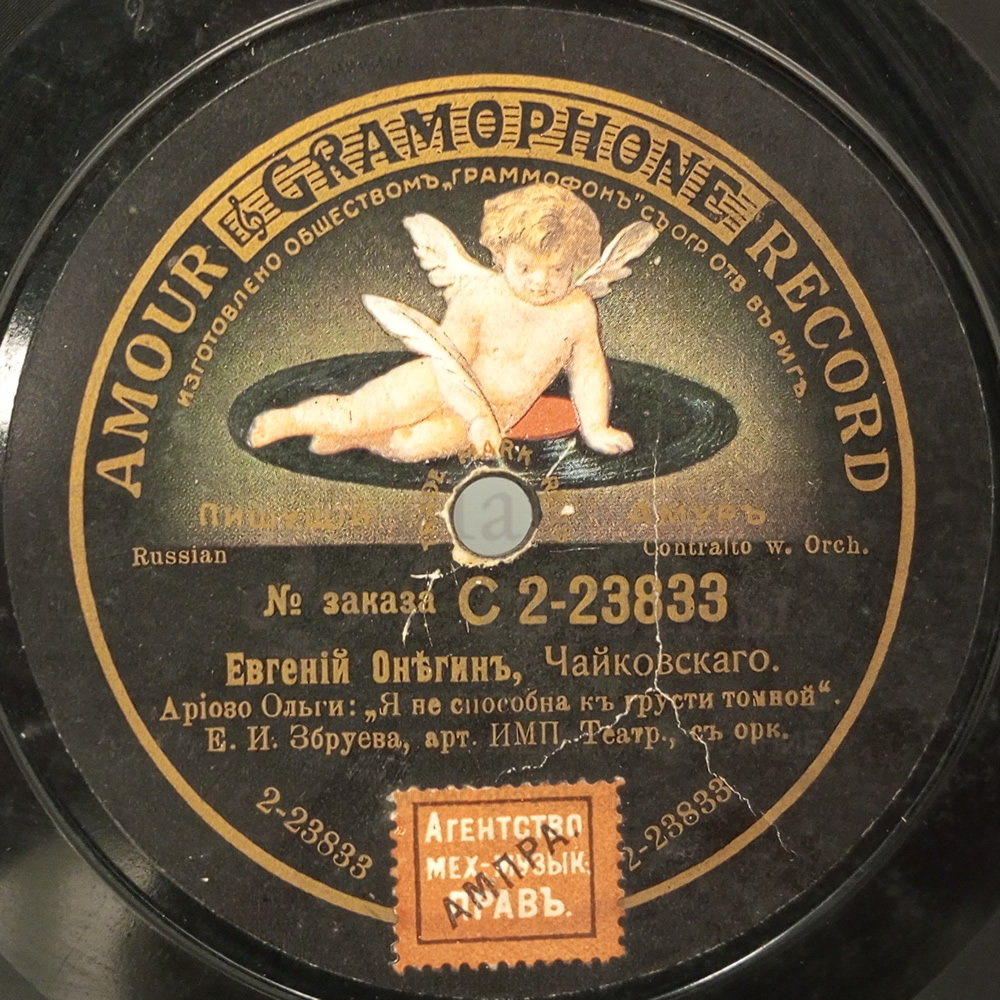 AMOUR GRAMOPHONE RECORD
ИЗГОТОВЛЕНО ОБЩЕСТВОМЪ „ГРАММОФОНЪ" СЪ ОГР. ОТВ. ВЪ РИГѢ
TRADE MARK
ПИШУЩІЙ АМУРЪ
Russian
Contralto w. Orch.
№ заказа С 2-23833
Евгеній Онѣгинъ, Чайковскаго.
Аріозо Ольги: „Я не способна къ грусти томной“.
Е. И. Збруева, арт. ИМП. Театр., съ орк.
2-23833
2-23833
АГЕНТСТВО
МЕХ-МУЗЫК.
ПРАВЪ.
АМПРА.